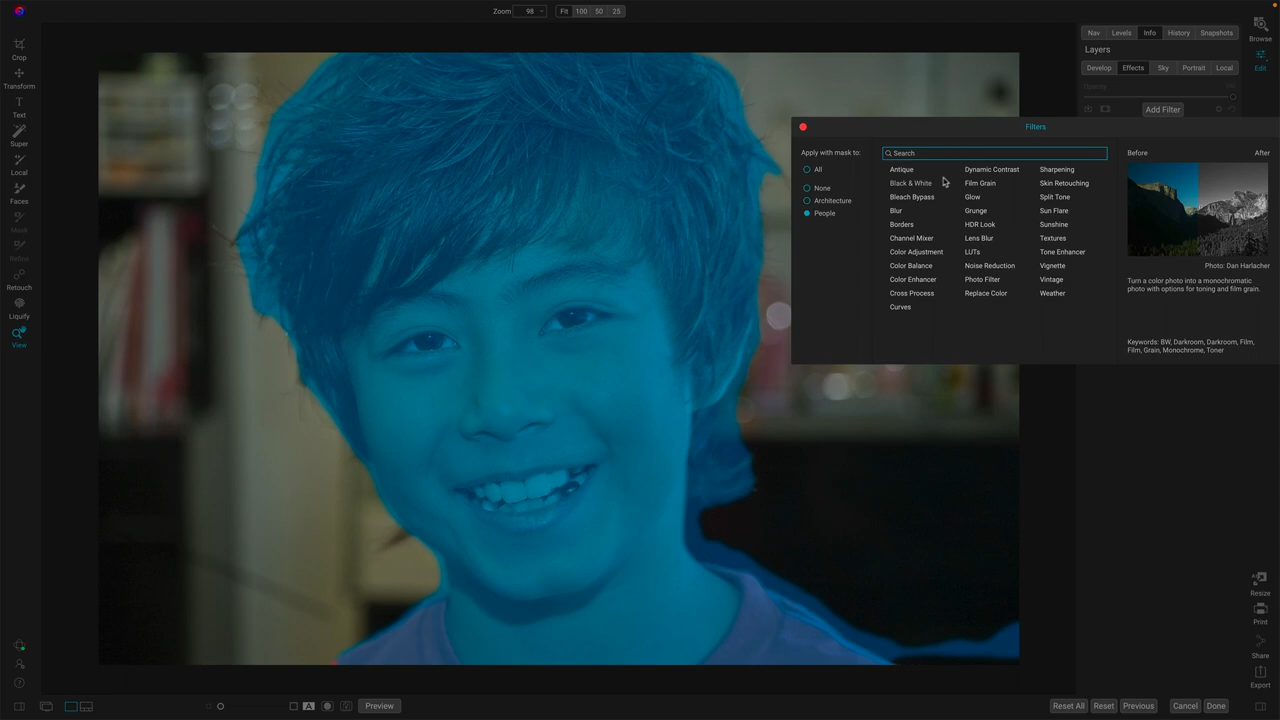 Zoom 98 Fit 100 50 25
Crop
Transform
Text
Super
Local
Faces
Mask
Refine
Retouch
Liquify
View
Nav Levels Info History Snapshots
Layers
Develop Effects Sky Portrait Local
Opacity
Add Filter
Browse
Edit
Filters
Apply with mask to:
All
None
Architecture
People
Search
Antique
Black & White
Bleach Bypass
Blur
Borders
Channel Mixer
Color Adjustment
Color Balance
Color Enhancer
Cross Process
Curves
Dynamic Contrast
Film Grain
Glow
Grunge
HDR Look
Lens Blur
LUTs
Noise Reduction
Photo Filter
Replace Color
Sharpening
Skin Retouching
Split Tone
Sun Flare
Sunshine
Textures
Tone Enhancer
Vignette
Vintage
Weather
Before After
Photo: Dan Harlacher
Turn a color photo into a monochromatic
photo with options for toning and film grain.
Keywords: BW, Darkroom, Darkroom, Film,
Film, Grain, Monochrome, Toner
Resize
Print
Share
Export
A
Preview
Reset All Reset Previous Cancel Done